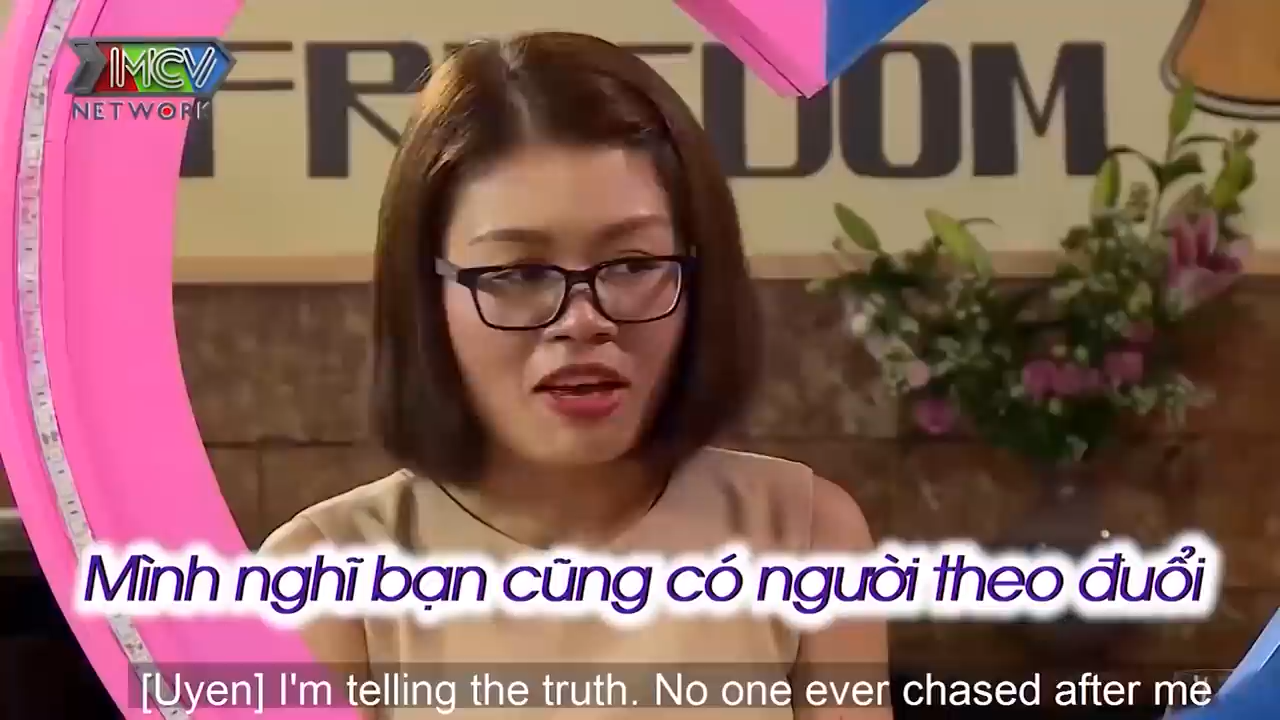 MCV
NETWORK
FREEDOM
Mình nghĩ bạn cũng có người theo đuổi
[Uyen] I'm telling the truth. No one ever chased after me